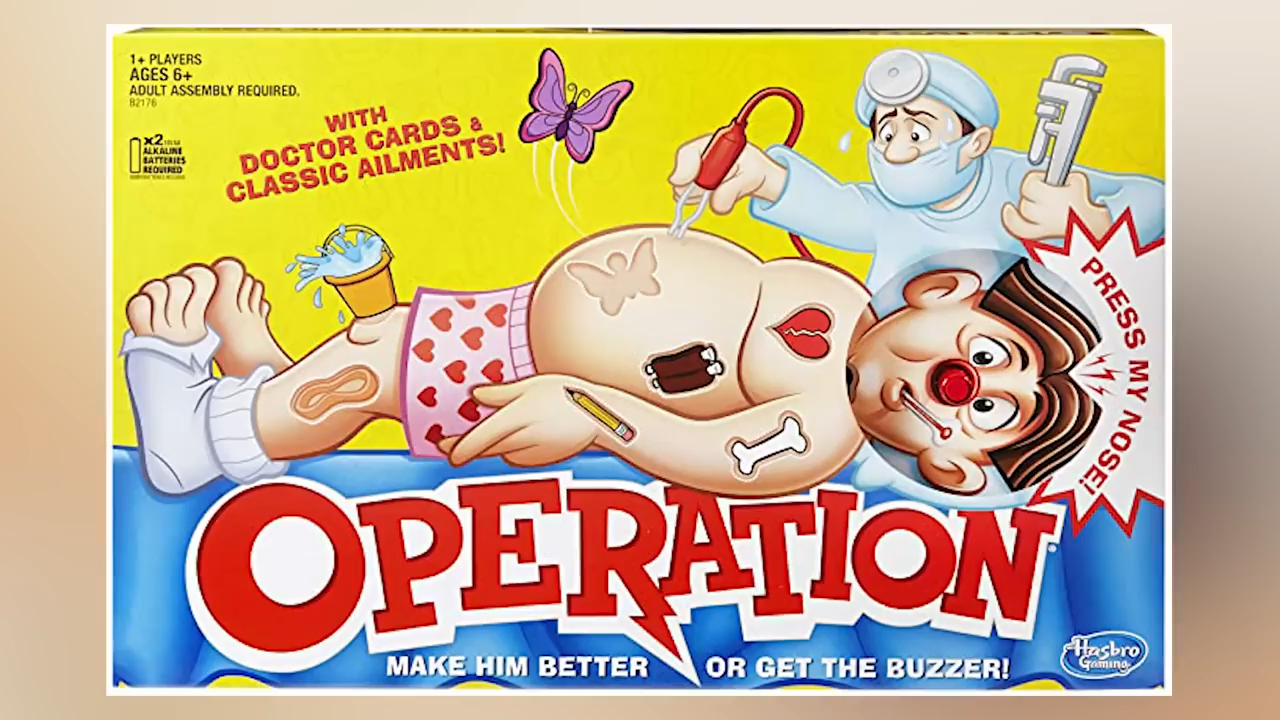 1+ PLAYERS
AGES 6+
ADULT ASSEMBLY REQUIRED.
B2176
x2
ALKALINE
BATTERIES
REQUIRED
WITH
DOCTOR CARDS &
CLASSIC AILMENTS!
PRESS MY NOSE!
OPERATION
MAKE HIM BETTER OR GET THE BUZZER!
Hasbro
Gaming